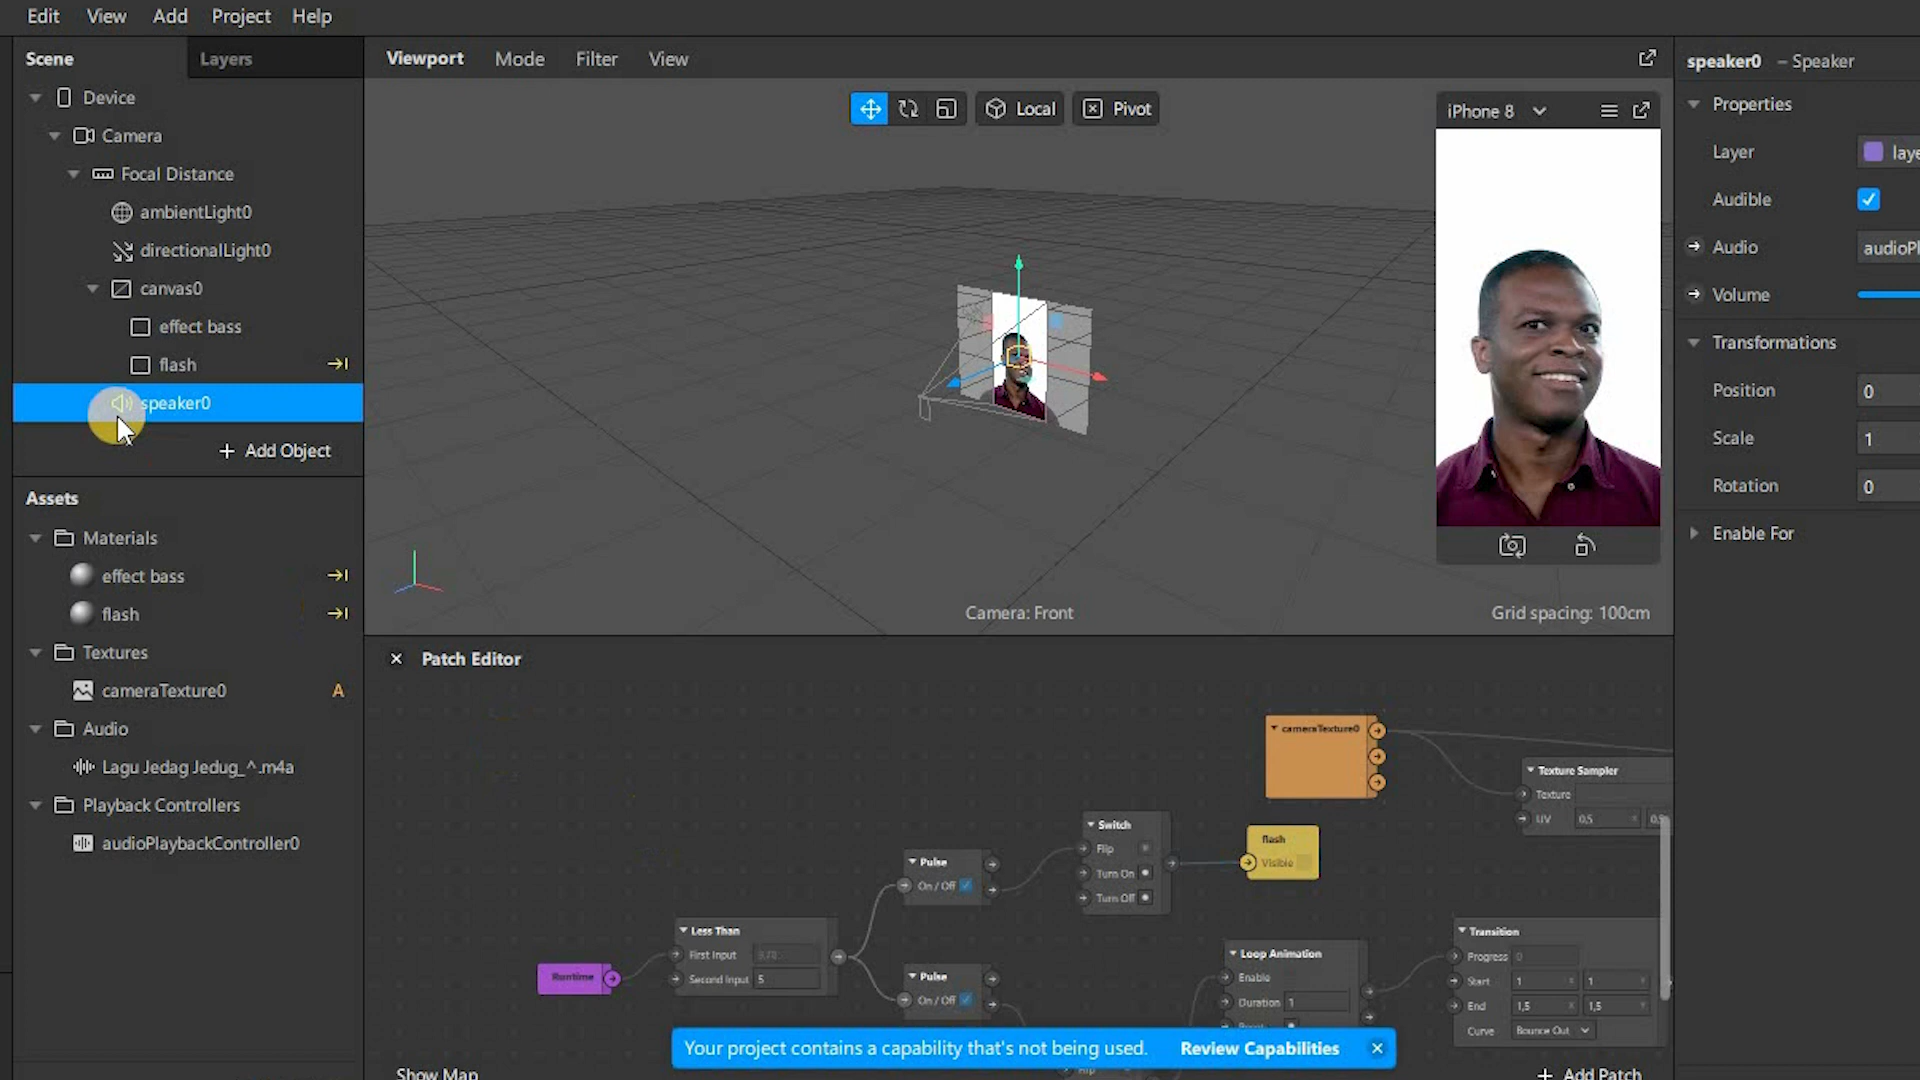 Edit View Add Project Help
Scene Layers
Device
Camera
Focal Distance
ambientLight0
directionalLight0
canvas0
effect bass
flash
speaker0
+ Add Object
Assets
Materials
effect bass
flash
Textures
cameraTexture0 A
Audio
Lagu Jedag Jedug_^.m4a
Playback Controllers
audioPlaybackController0
Viewport Mode Filter View
Local Pivot
iPhone 8
Camera: Front
Grid spacing: 100cm
Patch Editor
cameraTexture0
Texture Sampler
Texture
UV 0,5
Switch
Flip
Turn On
Turn Off
flash
Visible
Pulse
On / Off
Less Than
First Input
Second Input 5
Runtime
Pulse
On / Off
Loop Animation
Enable
Duration 1
Transition
Progress 0
Start 1 1
End 1,5 1,5
Curve Bounce Out
Your project contains a capability that's not being used. Review Capabilities
Show Map
+ Add Patch
speaker0 – Speaker
Properties
Layer laye
Audible
Audio audioPl
Volume
Transformations
Position 0
Scale 1
Rotation 0
Enable For